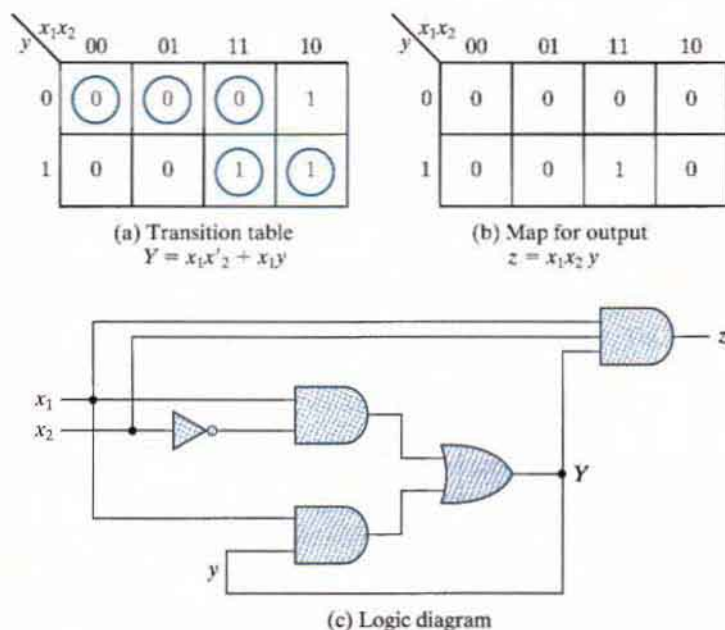 x₁x₂
y
00 01 11 10
0 0 0 0 1
1 0 0 1 1
(a) Transition table
Y = x₁x'₂ + x₁y
x₁x₂
y
00 01 11 10
0 0 0 0 0
1 0 0 1 0
(b) Map for output
z = x₁x₂ y
z
x₁
x₂
Y
y
(c) Logic diagram